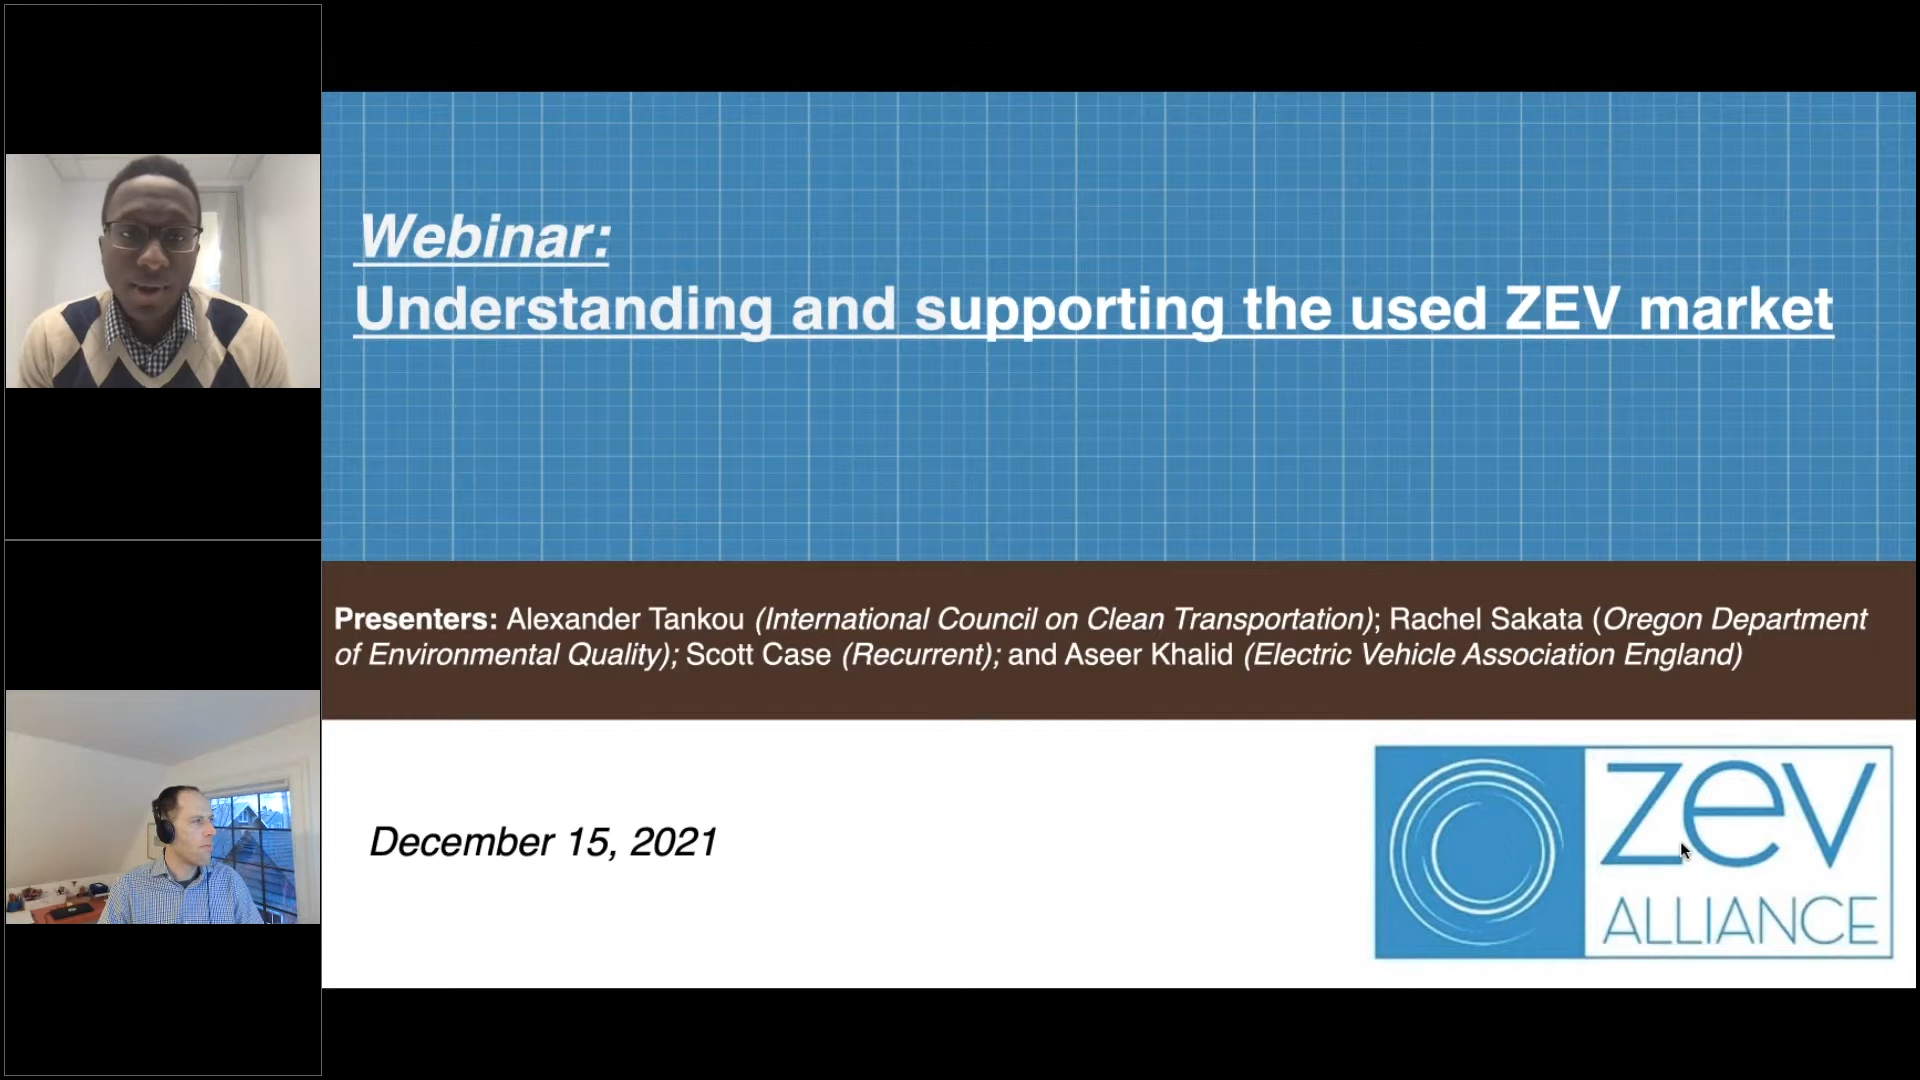 Webinar:
Understanding and supporting the used ZEV market
Presenters: Alexander Tankou (International Council on Clean Transportation); Rachel Sakata (Oregon Department
of Environmental Quality); Scott Case (Recurrent); and Aseer Khalid (Electric Vehicle Association England)
December 15, 2021
zev
ALLIANCE